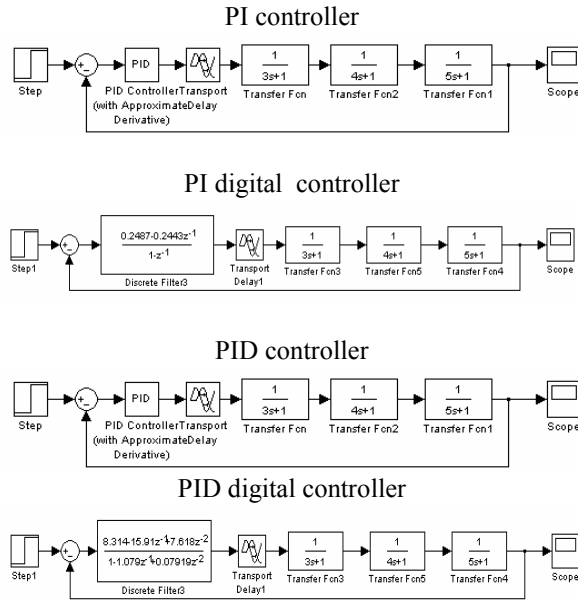 PI controller
PID
1
3s+1
1
4s+1
1
5s+1
Step
PID Controller
(with Approximate
Derivative)
Transport
Delay
Transfer Fcn
Transfer Fcn2
Transfer Fcn1
Scope
PI digital controller
0.2487-0.2443z-1
1-z-1
1
3s+1
1
4s+1
1
5s+1
Step1
Discrete Filter3
Transport
Delay1
Transfer Fcn3
Transfer Fcn5
Transfer Fcn4
Scope
PID controller
PID
1
3s+1
1
4s+1
1
5s+1
Step
PID Controller
(with Approximate
Derivative)
Transport
Delay
Transfer Fcn
Transfer Fcn2
Transfer Fcn1
Scope
PID digital controller
8.314-15.91z-1+7.618z-2
1-1.079z-1+0.07919z-2
1
3s+1
1
4s+1
1
5s+1
Step1
Discrete Filter3
Transport
Delay1
Transfer Fcn3
Transfer Fcn5
Transfer Fcn4
Scope